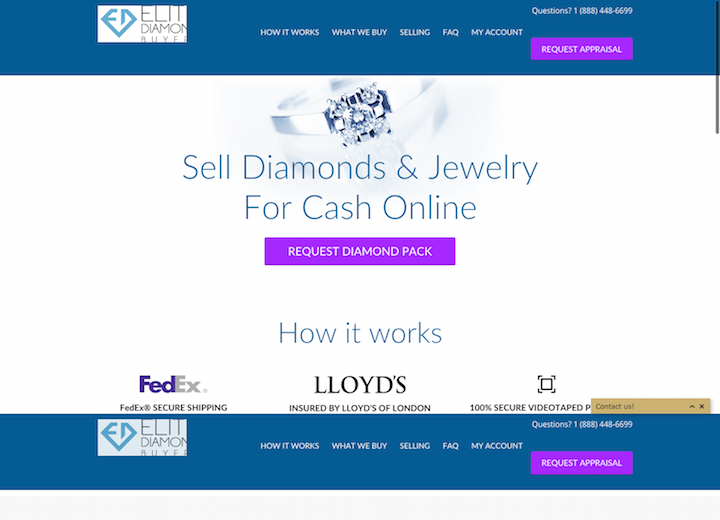 ELIT
DIAMON
BUYER
Questions? 1 (888) 448-6699
HOW IT WORKS WHAT WE BUY SELLING FAQ MY ACCOUNT
REQUEST APPRAISAL
Sell Diamonds & Jewelry
For Cash Online
REQUEST DIAMOND PACK
How it works
FedEx®
LLOYD'S
FedEx® SECURE SHIPPING
INSURED BY LLOYD'S OF LONDON
100% SECURE VIDEOTAPED P
Contact us!
ELIT
DIAMON
BUYER
Questions? 1 (888) 448-6699
HOW IT WORKS WHAT WE BUY SELLING FAQ MY ACCOUNT
REQUEST APPRAISAL